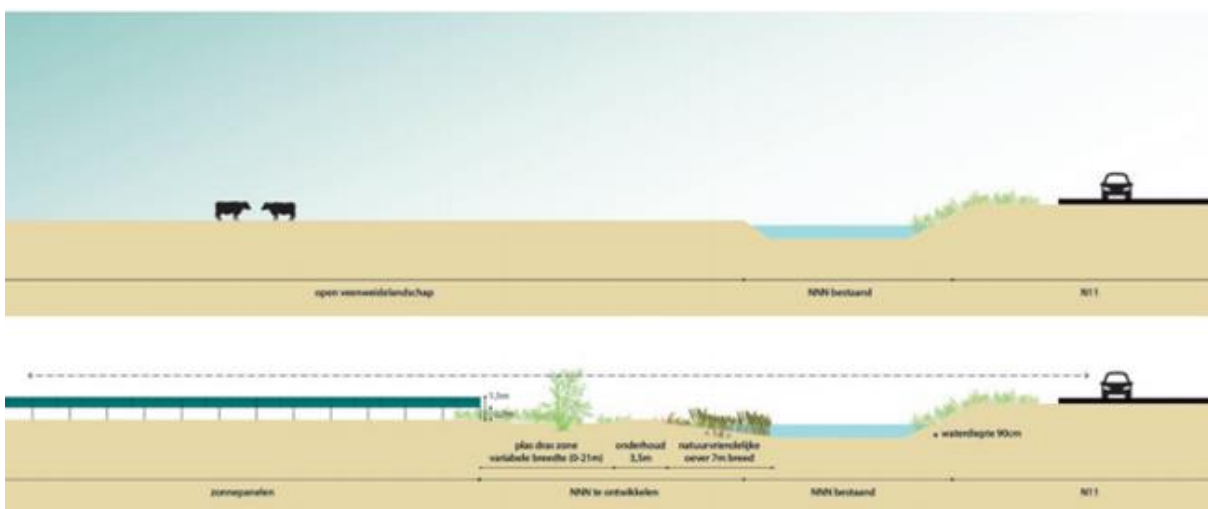 open veenweidelandschap
NNN bestaand
N11
1,5m
plas dras zone
variabele breedte (0-21m)
onderhoud
3,5m
natuurvriendelijke
oever 7m breed
waterdiepte 90cm
zonnepanelen
NNN te ontwikkelen
NNN bestaand
N11